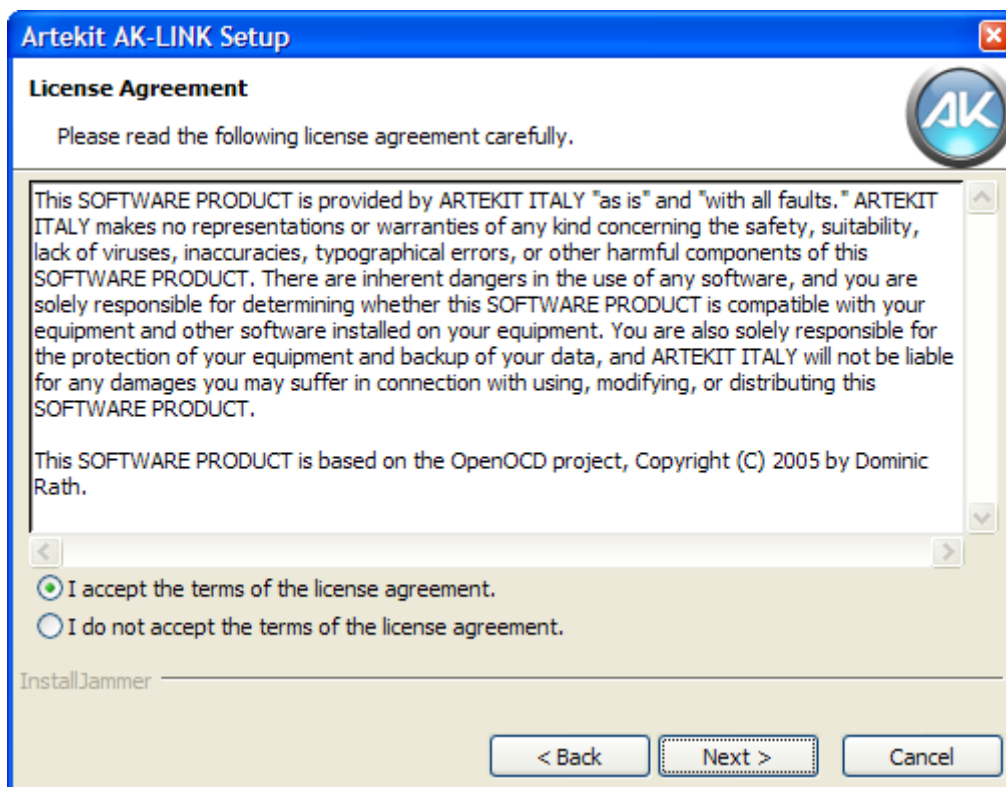 Artekit AK-LINK Setup
License Agreement
AK
Please read the following license agreement carefully.
This SOFTWARE PRODUCT is provided by ARTEKIT ITALY "as is" and "with all faults." ARTEKIT
ITALY makes no representations or warranties of any kind concerning the safety, suitability,
lack of viruses, inaccuracies, typographical errors, or other harmful components of this
SOFTWARE PRODUCT. There are inherent dangers in the use of any software, and you are
solely responsible for determining whether this SOFTWARE PRODUCT is compatible with your
equipment and other software installed on your equipment. You are also solely responsible for
the protection of your equipment and backup of your data, and ARTEKIT ITALY will not be liable
for any damages you may suffer in connection with using, modifying, or distributing this
SOFTWARE PRODUCT.
This SOFTWARE PRODUCT is based on the OpenOCD project, Copyright (C) 2005 by Dominic
Rath.
I accept the terms of the license agreement.
I do not accept the terms of the license agreement.
InstallJammer
< Back
Next >
Cancel